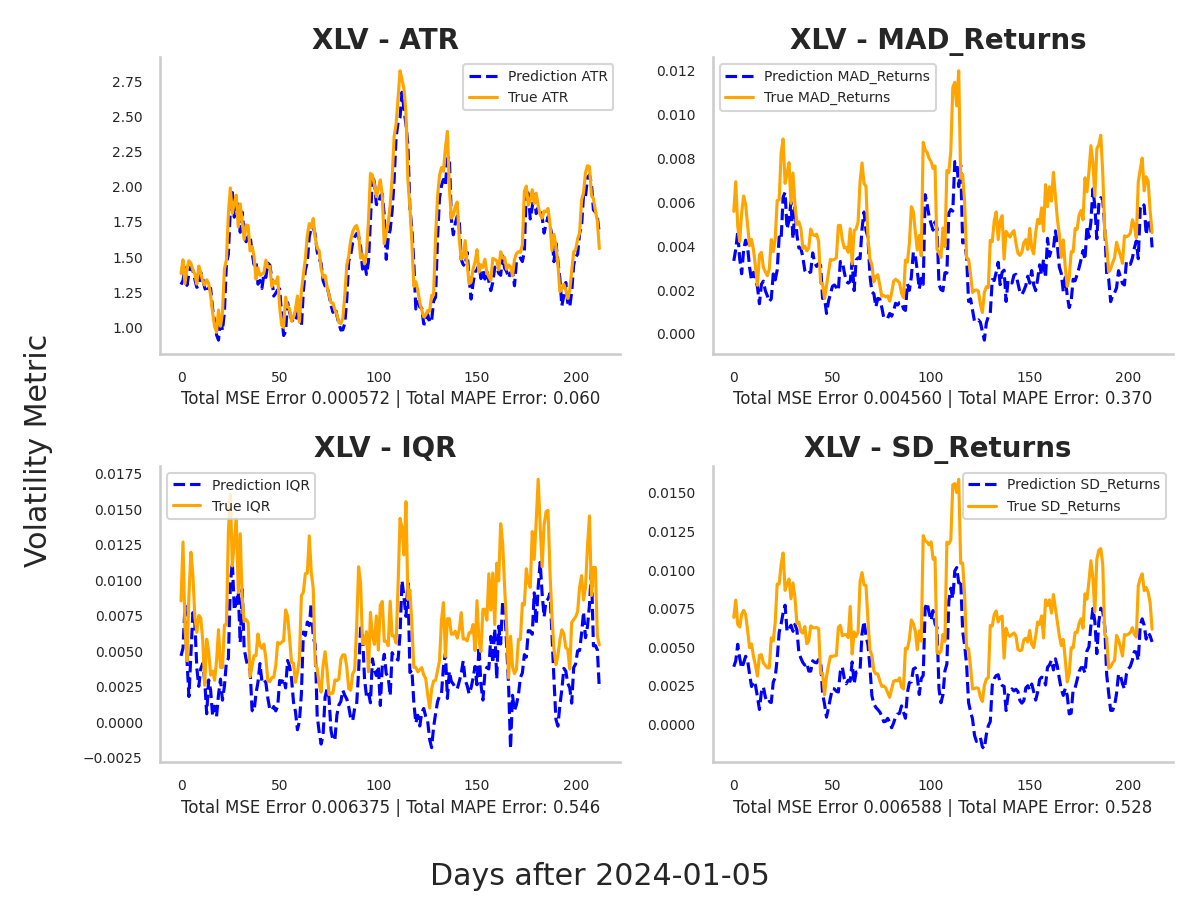 XLV - ATR
Prediction ATR
True ATR
2.75
2.50
2.25
2.00
1.75
1.50
1.25
1.00
0 50 100 150 200
Total MSE Error 0.000572 | Total MAPE Error: 0.060
XLV - MAD_Returns
Prediction MAD_Returns
True MAD_Returns
0.012
0.010
0.008
0.006
0.004
0.002
0.000
0 50 100 150 200
Total MSE Error 0.004560 | Total MAPE Error: 0.370
XLV - IQR
Prediction IQR
True IQR
0.0175
0.0150
0.0125
0.0100
0.0075
0.0050
0.0025
0.0000
−0.0025
0 50 100 150 200
Total MSE Error 0.006375 | Total MAPE Error: 0.546
XLV - SD_Returns
Prediction SD_Returns
True SD_Returns
0.0150
0.0125
0.0100
0.0075
0.0050
0.0025
0.0000
0 50 100 150 200
Total MSE Error 0.006588 | Total MAPE Error: 0.528
Volatility Metric
Days after 2024-01-05